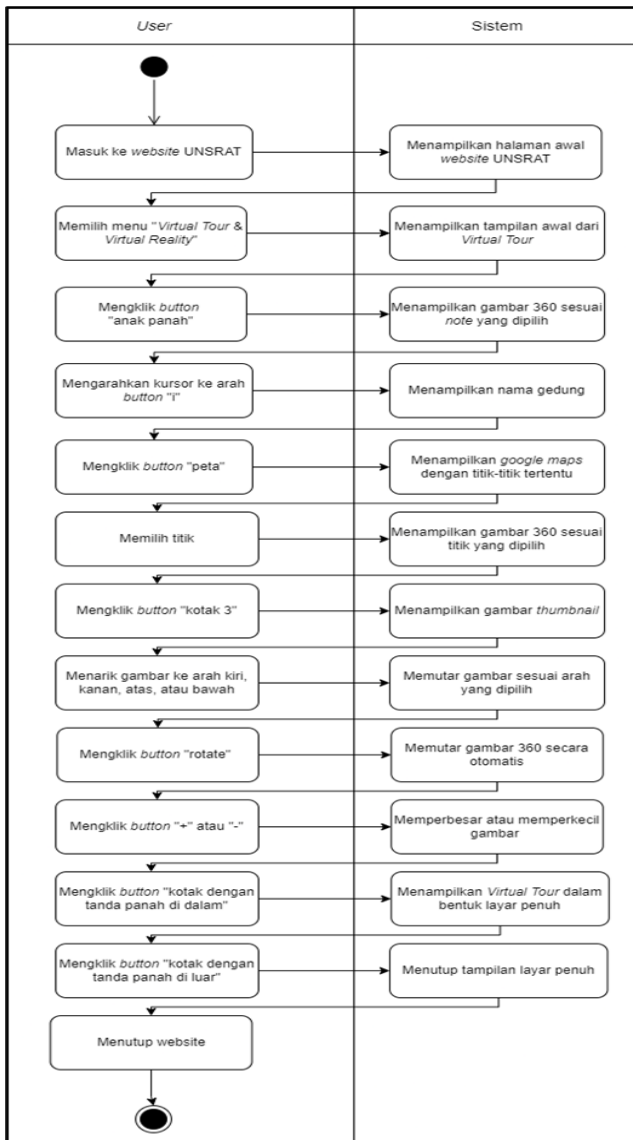 User
Sistem
Masuk ke website UNSRAT
Menampilkan halaman awal
website UNSRAT
Memilih menu "Virtual Tour &
Virtual Reality"
Menampilkan tampilan awal dari
Virtual Tour
Mengklik button
"anak panah"
Menampilkan gambar 360 sesuai
note yang dipilih
Mengarahkan kursor ke arah
button "i"
Menampilkan nama gedung
Mengklik button "peta"
Menampilkan google maps
dengan titik-titik tertentu
Memilih titik
Menampilkan gambar 360 sesuai
titik yang dipilih
Mengklik button "kotak 3"
Menampilkan gambar thumbnail
Menarik gambar ke arah kiri,
kanan, atas, atau bawah
Memutar gambar sesuai arah
yang dipilih
Mengklik button "rotate"
Memutar gambar 360 secara
otomatis
Mengklik button "+" atau "-"
Memperbesar atau memperkecil
gambar
Mengklik button "kotak dengan
tanda panah di dalam"
Menampilkan Virtual Tour dalam
bentuk layar penuh
Mengklik button "kotak dengan
tanda panah di luar"
Menutup tampilan layar penuh
Menutup website